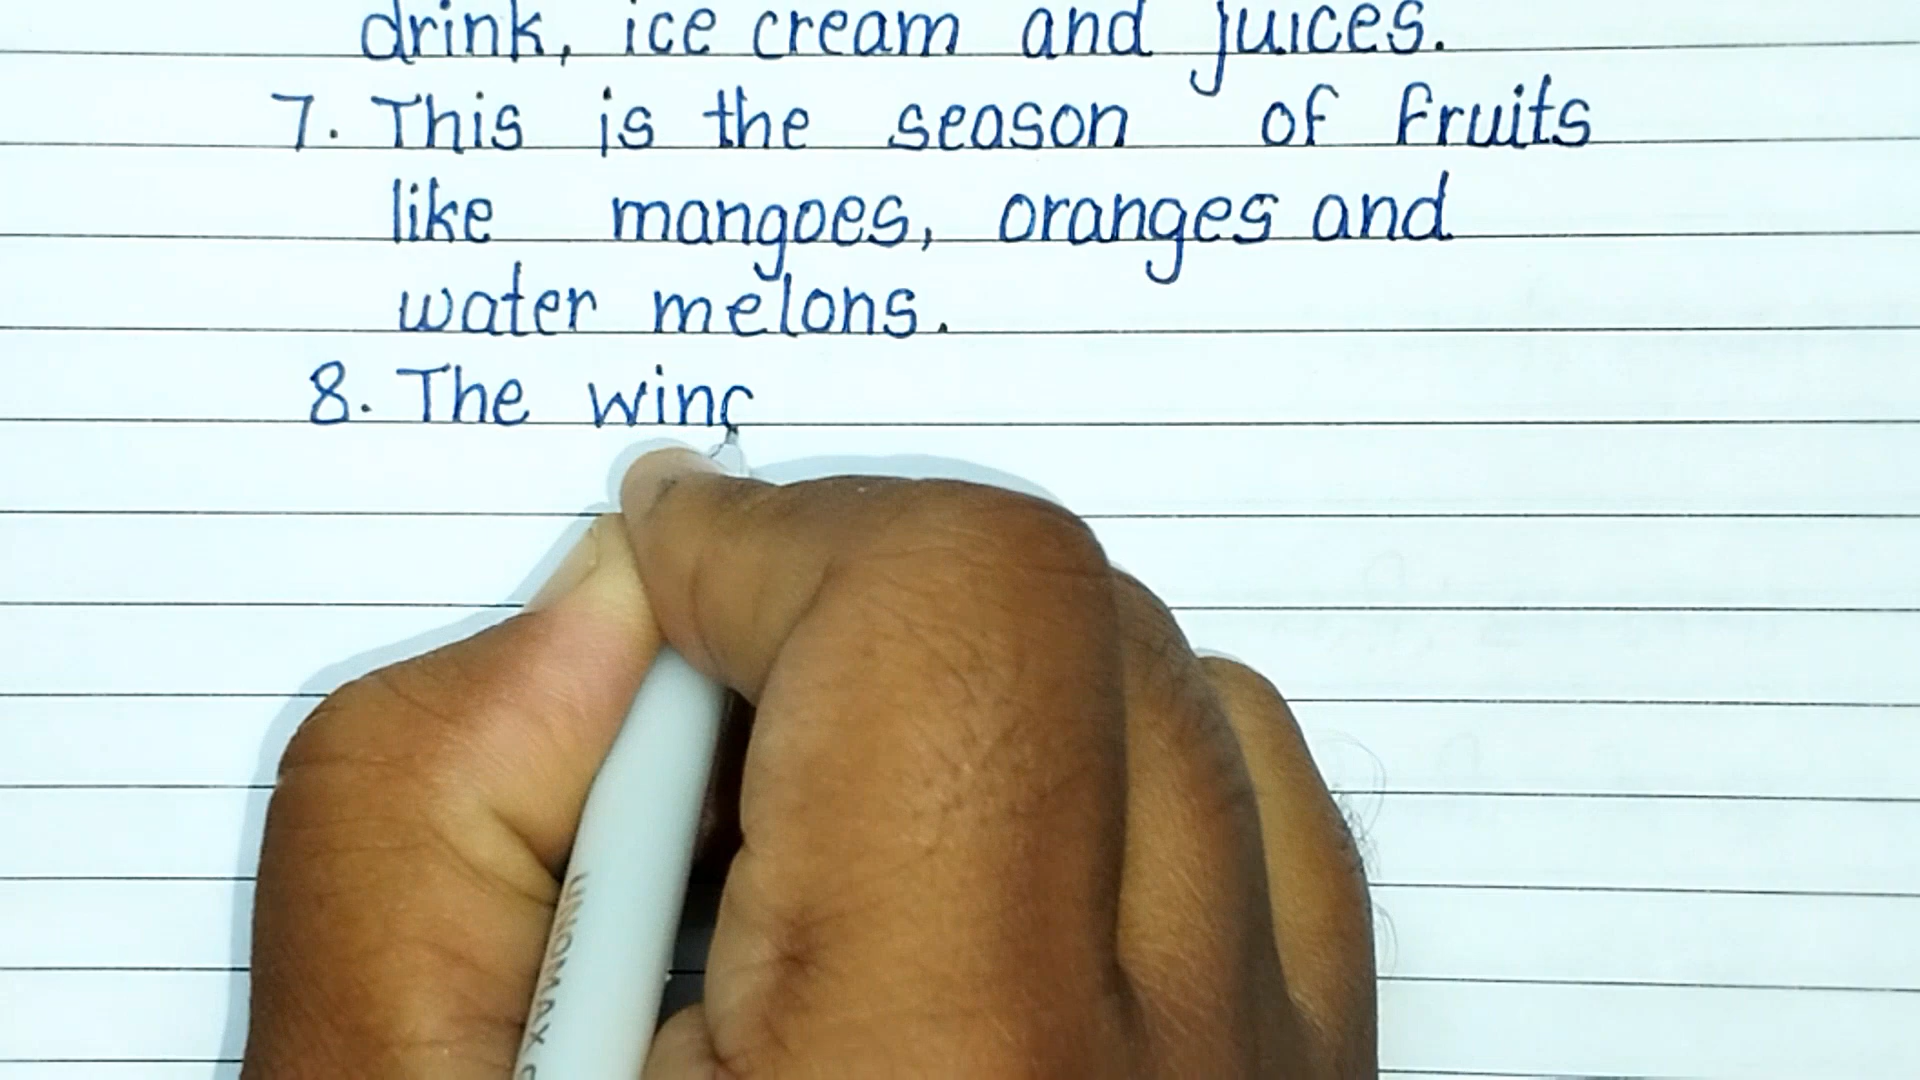 drink, ice cream and juices.
7. This is the season of fruits
like mangoes, oranges and
water melons.
8. The
UNOMAX